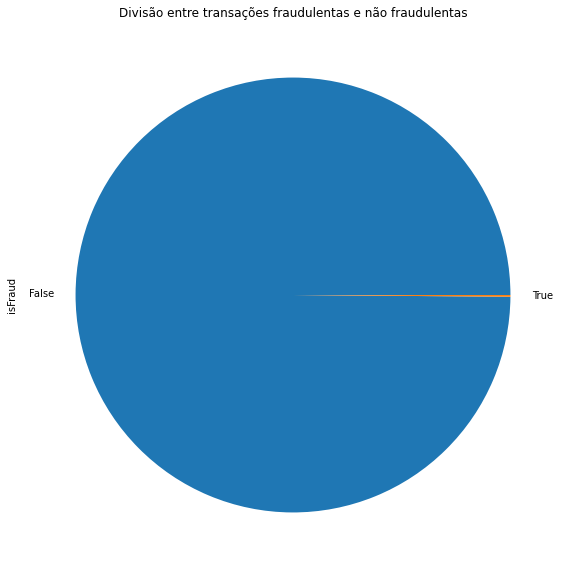 Divisão entre transações fraudulentas e não fraudulentas
isFraud
False
True